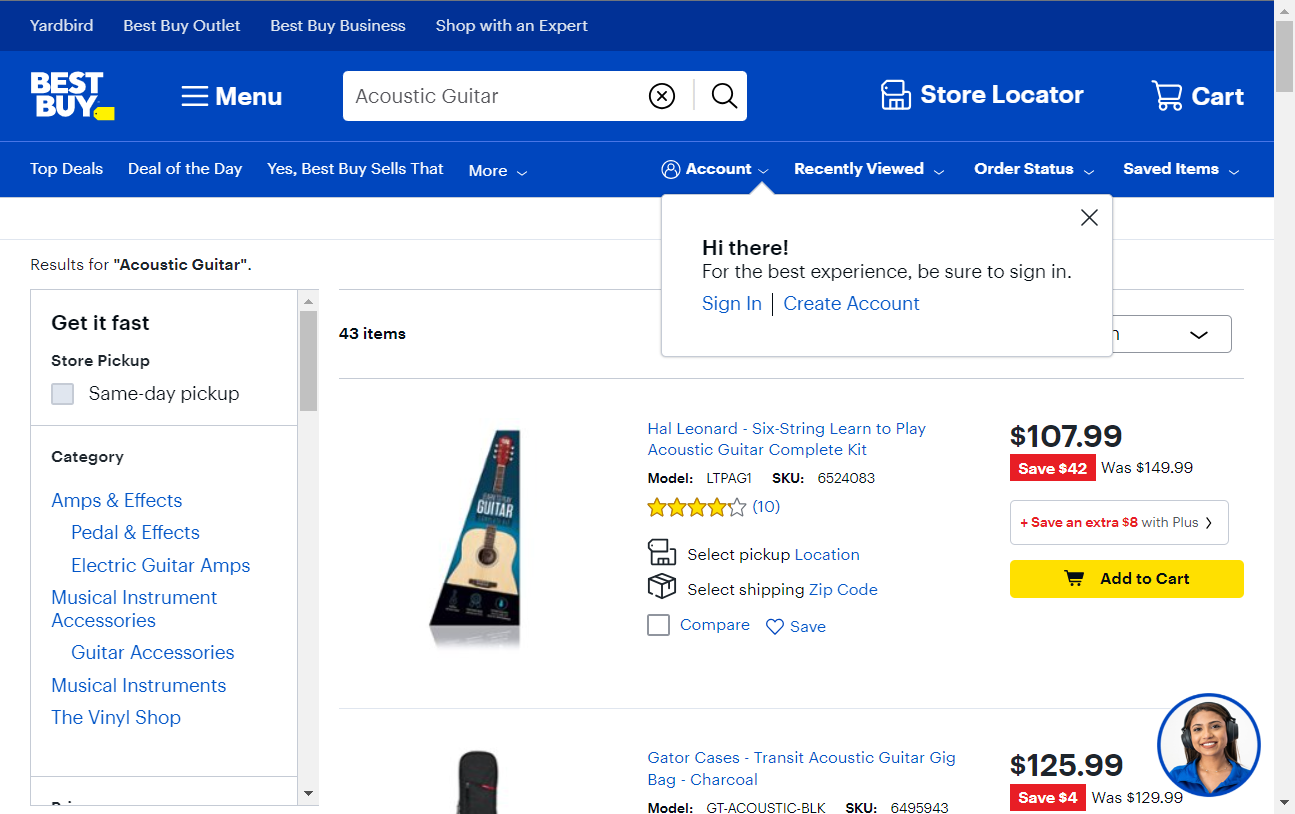 Yardbird Best Buy Outlet Best Buy Business Shop with an Expert
BEST BUY
Menu
Acoustic Guitar
Store Locator
Cart
Top Deals Deal of the Day Yes, Best Buy Sells That More
Account Recently Viewed Order Status Saved Items
Hi there!
For the best experience, be sure to sign in.
Sign In | Create Account
Results for "Acoustic Guitar".
Get it fast
Store Pickup
Same-day pickup
Category
Amps & Effects
Pedal & Effects
Electric Guitar Amps
Musical Instrument
Accessories
Guitar Accessories
Musical Instruments
The Vinyl Shop
43 items
GUITAR
Hal Leonard - Six-String Learn to Play
Acoustic Guitar Complete Kit
Model: LTPAG1 SKU: 6524083
(10)
Select pickup Location
Select shipping Zip Code
Compare Save
$107.99
Save $42 Was $149.99
+ Save an extra $8 with Plus
Add to Cart
Gator Cases - Transit Acoustic Guitar Gig
Bag - Charcoal
Model: GT-ACOUSTIC-BLK SKU: 6495943
$125.99
Save $4 Was $129.99